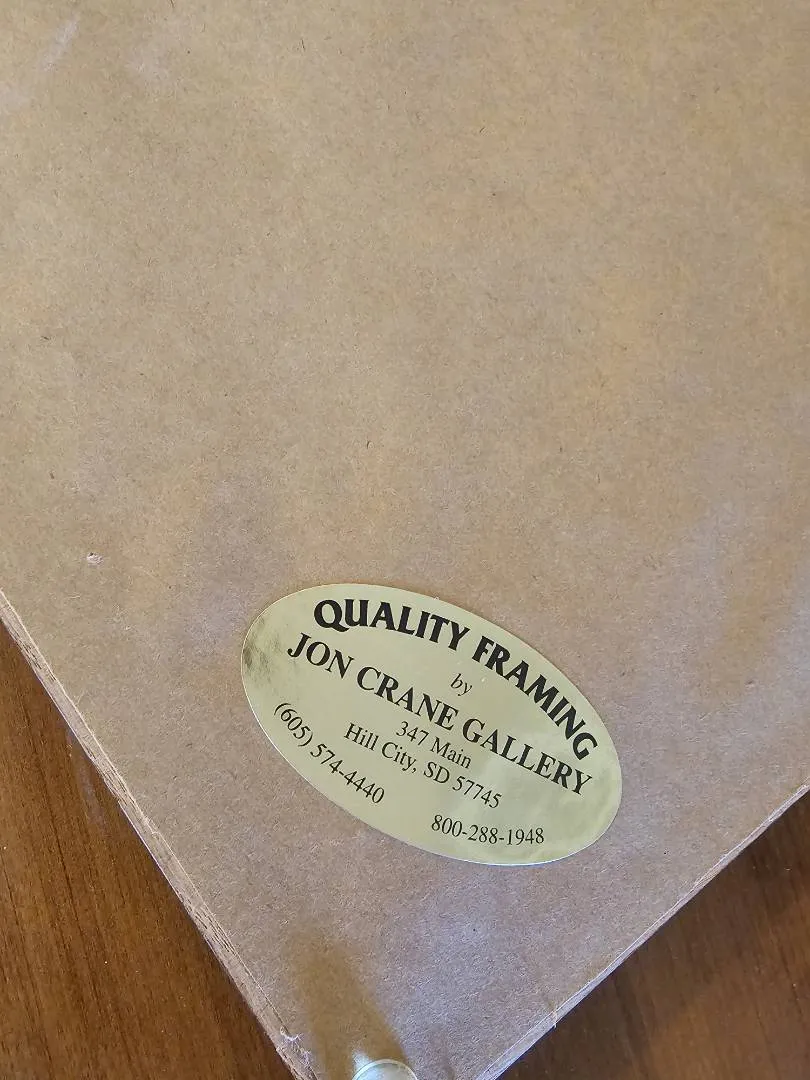 QUALITY FRAMING
by
JON CRANE GALLERY
347 Main
Hill City, SD 57745
(605) 574-4440
800-288-1948